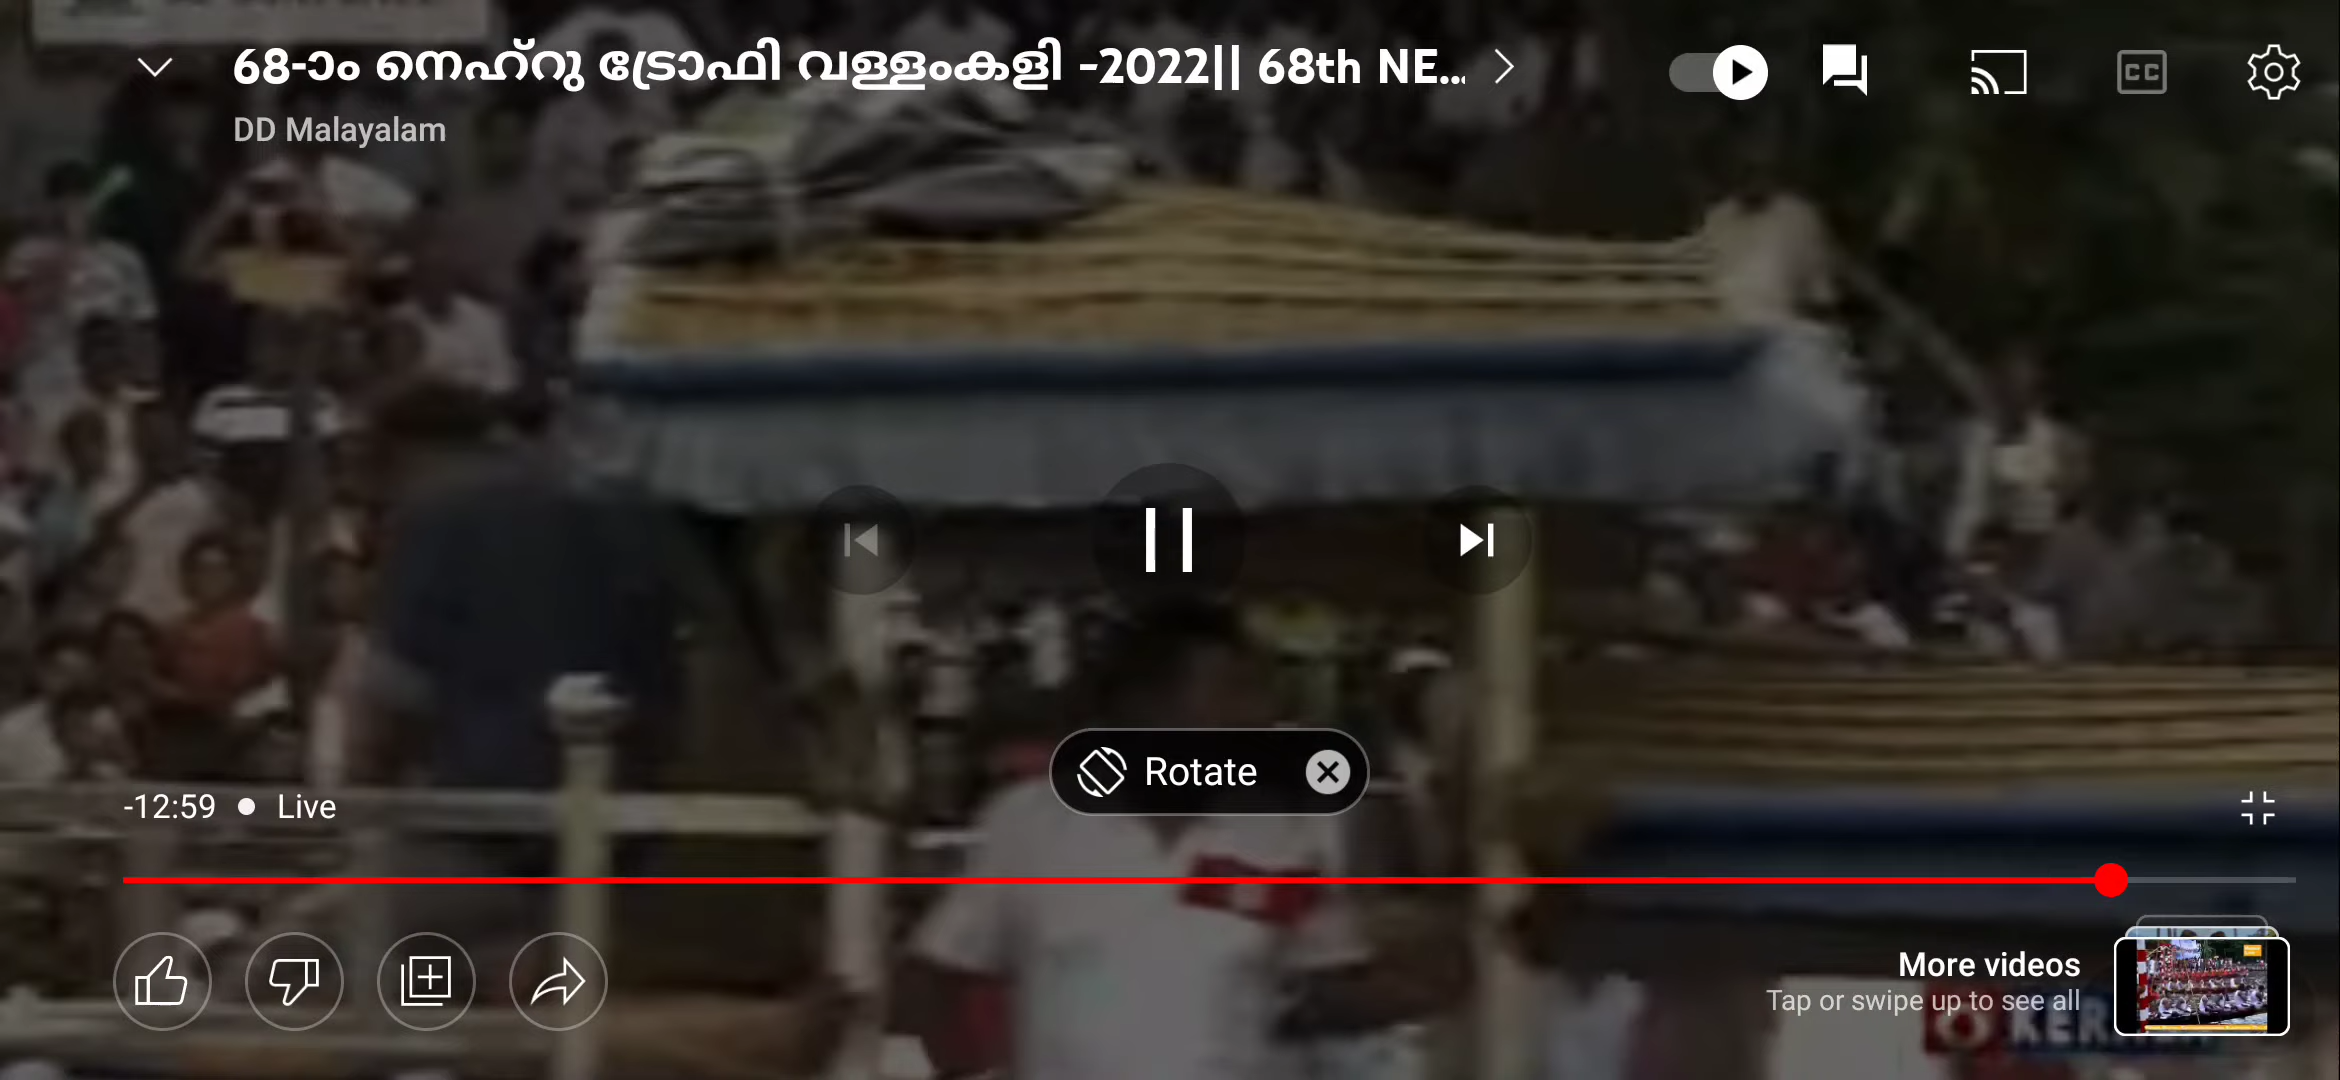 68-ാം നെഹ്റു ട്രോഫി വള്ളംകളി -2022|| 68th NE...
DD Malayalam
CC
Rotate
-12:59 • Live
More videos
Tap or swipe up to see all